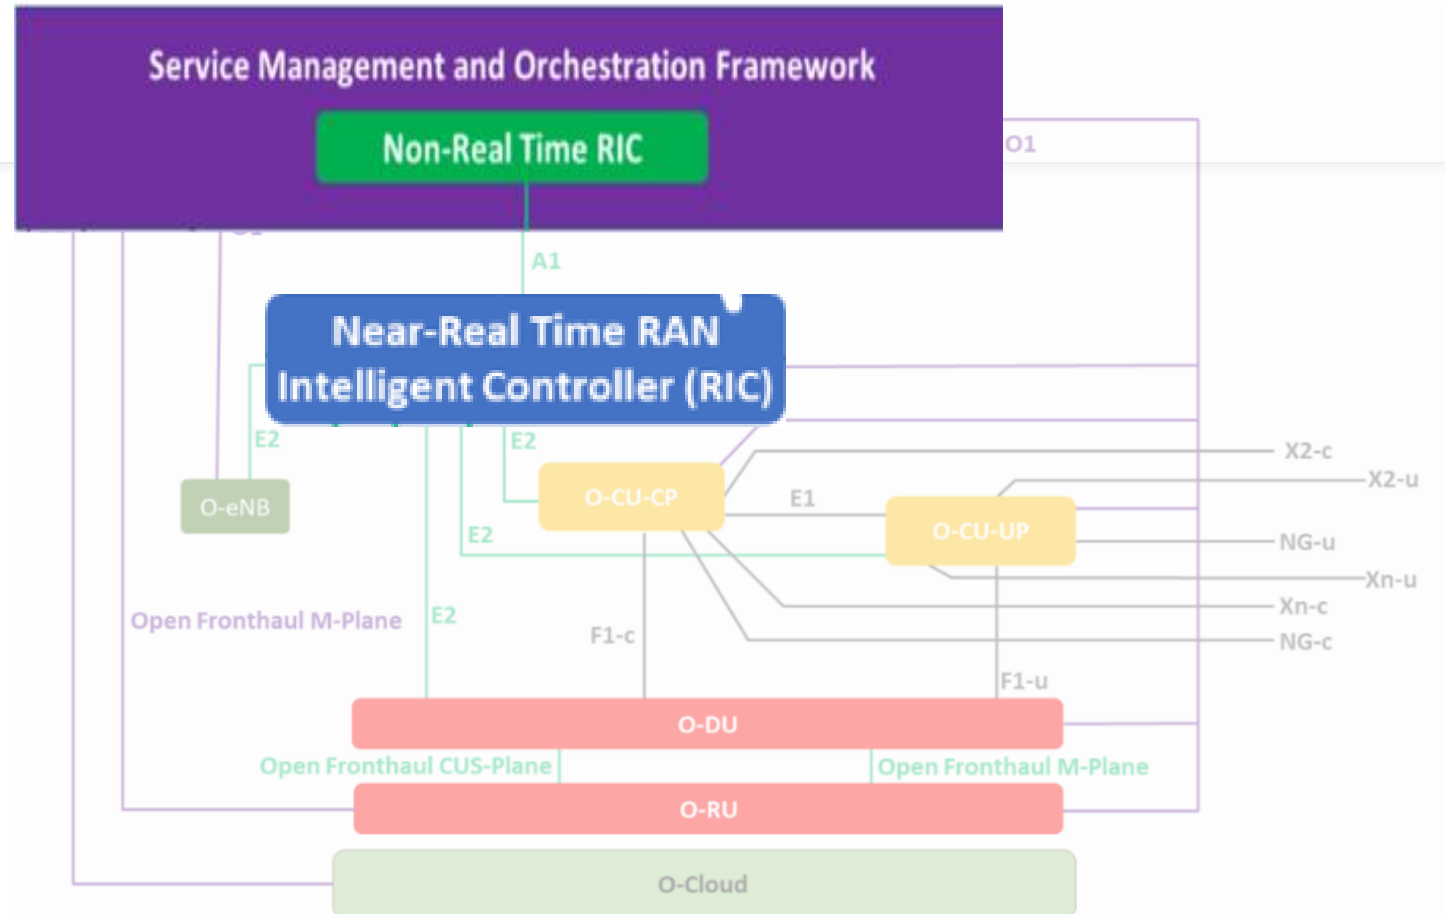 Service Management and Orchestration Framework
Non-Real Time RIC
O1
O1
A1
Near-Real Time RAN
Intelligent Controller (RIC)
E2
E2
X2-c
X2-u
O-eNB
O-CU-CP
E1
O-CU-UP
E2
NG-u
Xn-u
Xn-c
Open Fronthaul M-Plane
E2
F1-c
NG-c
F1-u
O-DU
Open Fronthaul CUS-Plane
Open Fronthaul M-Plane
O-RU
O-Cloud